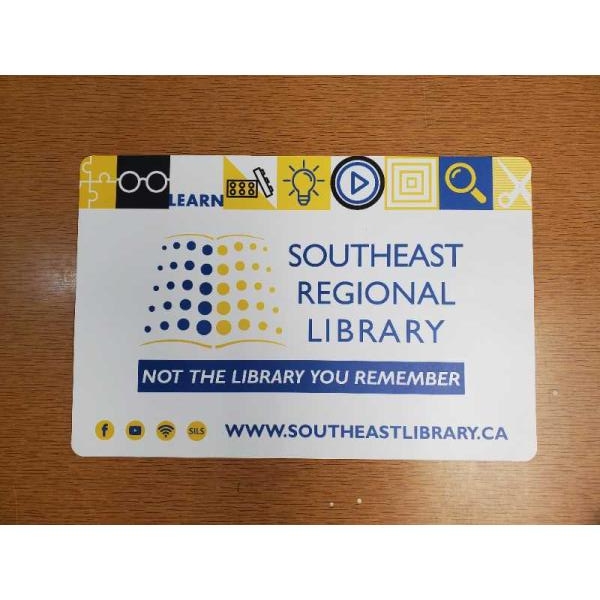 LEARN
SOUTHEAST
REGIONAL
LIBRARY
NOT THE LIBRARY YOU REMEMBER
f SILS WWW.SOUTHEASTLIBRARY.CA